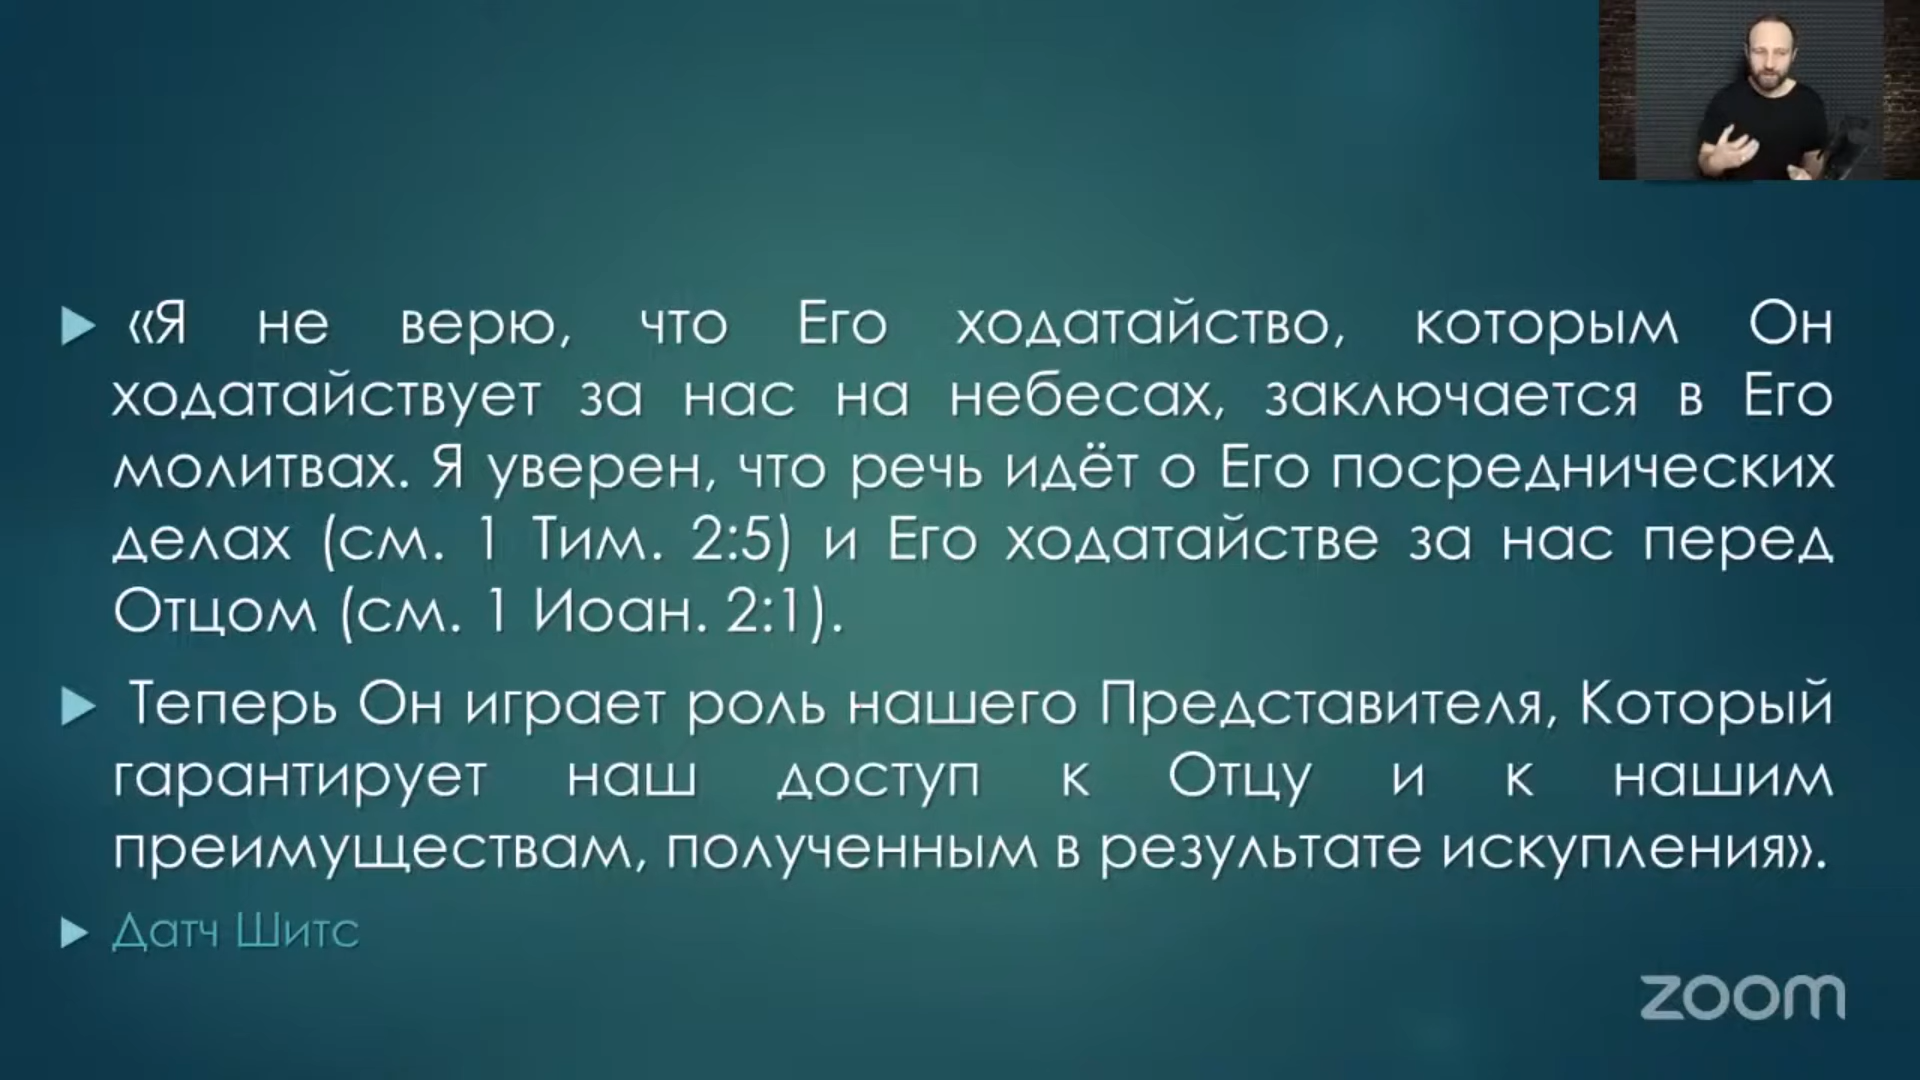 «Я не верю, что Его ходатайство, которым Он
ходатайствует за нас на небесах, заключается в Его
молитвах. Я уверен, что речь идёт о Его посреднических
делах (см. 1 Тим. 2:5) и Его ходатайстве за нас перед
Отцом (см. 1 Иоан. 2:1).
Теперь Он играет роль нашего Представителя, Который
гарантирует наш доступ к Отцу и к нашим
преимуществам, полученным в результате искупления».
Датч Шитс
zoom